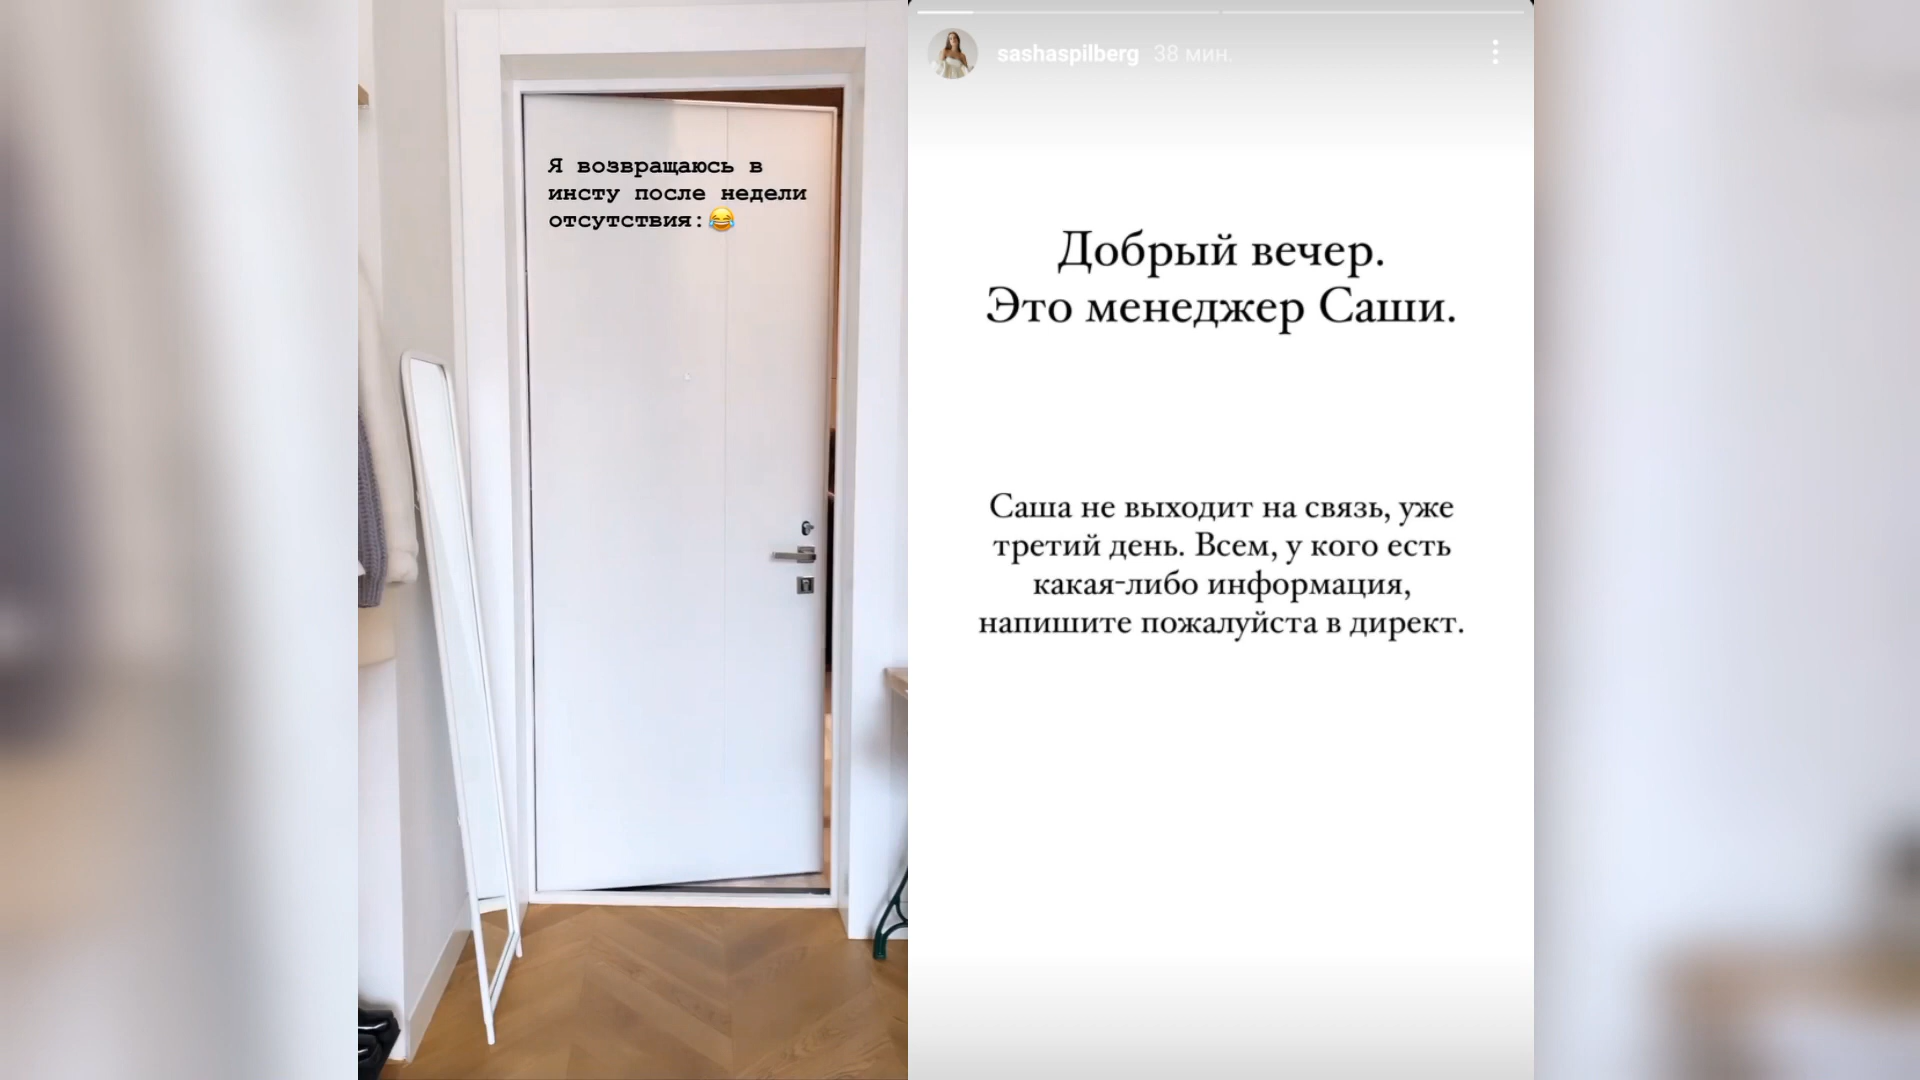 Я возвращаюсь в
инсту после недели
отсутствия:😂
sashaspilberg 38 мин.
Добрый вечер.
Это менеджер Саши.
Саша не выходит на связь, уже
третий день. Всем, у кого есть
какая-либо информация,
напишите пожалуйста в директ.